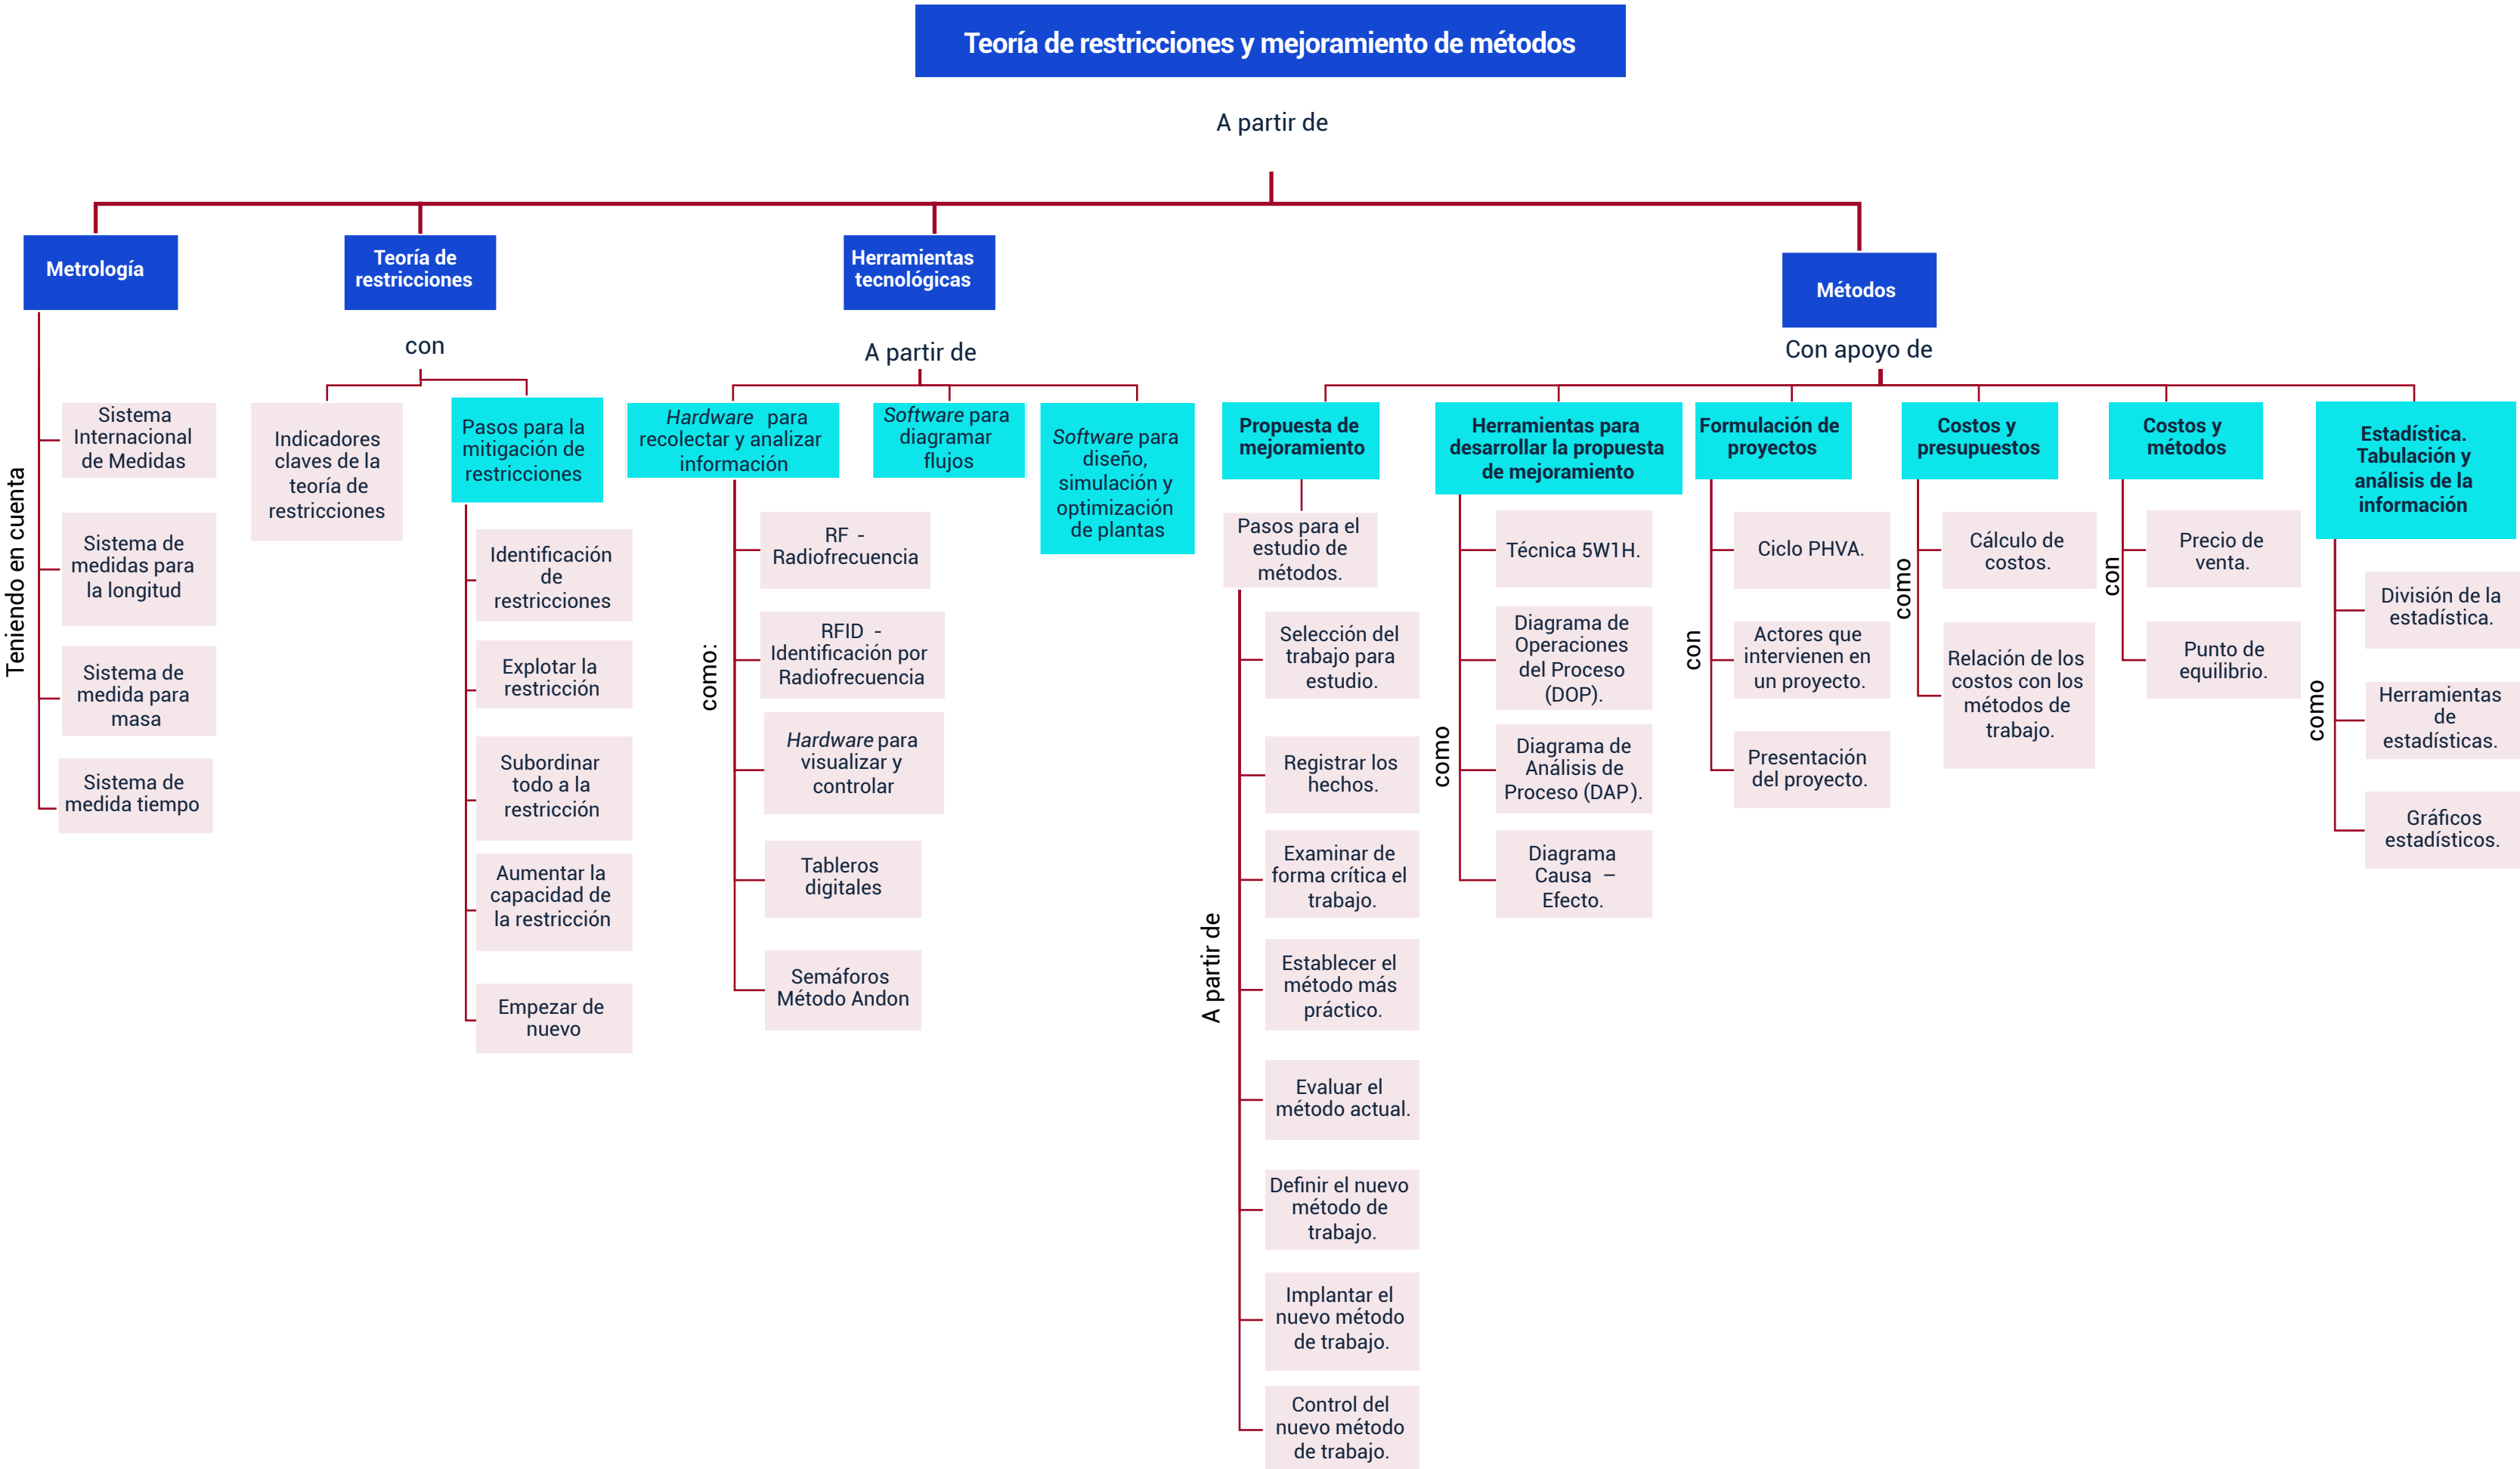 Teoría de restricciones y mejoramiento de métodos
A partir de
Metrología
Teniendo en cuenta
Sistema
Internacional
de Medidas
Sistema de
medidas para
la longitud
Sistema de
medida para
masa
Sistema de
medida tiempo
Teoría de
restricciones
con
Indicadores
claves de la
teoría de
restricciones
Pasos para la
mitigación de
restricciones
Identificación
de
restricciones
Explotar la
restricción
Subordinar
todo a la
restricción
Aumentar la
capacidad de
la restricción
Empezar de
nuevo
Herramientas
tecnológicas
A partir de
Hardware para
recolectar y analizar
información
como:
RF -
Radiofrecuencia
RFID -
Identificación por
Radiofrecuencia
Hardware para
visualizar y
controlar
Tableros
digitales
Semáforos
Método Andon
Software para
diagramar
flujos
Software para
diseño,
simulación y
optimización
de plantas
Métodos
Con apoyo de
Propuesta de
mejoramiento
Pasos para el
estudio de
métodos.
A partir de
Selección del
trabajo para
estudio.
Registrar los
hechos.
Examinar de
forma crítica el
trabajo.
Establecer el
método más
práctico.
Evaluar el
método actual.
Definir el nuevo
método de
trabajo.
Implantar el
nuevo método
de trabajo.
Control del
nuevo método
de trabajo.
Herramientas para
desarrollar la propuesta
de mejoramiento
como
Técnica 5W1H.
Diagrama de
Operaciones
del Proceso
(DOP).
Diagrama de
Análisis de
Proceso (DAP).
Diagrama
Causa –
Efecto.
Formulación de
proyectos
con
Ciclo PHVA.
Actores que
intervienen en
un proyecto.
Presentación
del proyecto.
Costos y
presupuestos
como
Cálculo de
costos.
Relación de los
costos con los
métodos de
trabajo.
Costos y
métodos
con
Precio de
venta.
Punto de
equilibrio.
Estadística.
Tabulación y
análisis de la
información
como
División de la
estadística.
Herramientas
de
estadísticas.
Gráficos
estadísticos.